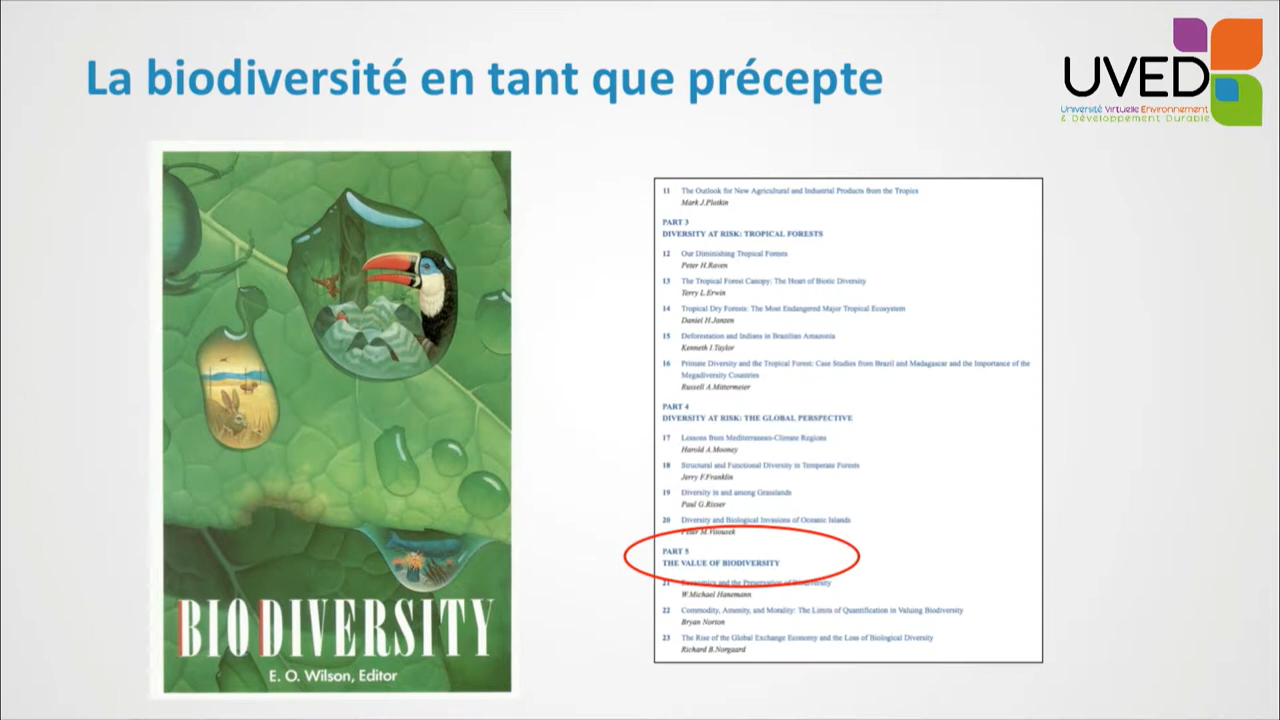 La biodiversité en tant que précepte
UVED
Université Virtuelle Environnement
& Développement Durable
BIODIVERSITY
E. O. Wilson, Editor
11 The Outlook for New Agricultural and Industrial Products from the Tropics
Mark J.Plotkin
PART 3
DIVERSITY AT RISK: TROPICAL FORESTS
12 Our Diminishing Tropical Forests
Peter H.Raven
13 The Tropical Forest Canopy: The Heart of Biotic Diversity
Terry L.Erwin
14 Tropical Dry Forests: The Most Endangered Major Tropical Ecosystem
Daniel H.Janzen
15 Deforestation and Indians in Brazilian Amazonia
Kenneth I.Taylor
16 Primate Diversity and the Tropical Forest: Case Studies from Brazil and Madagascar and the Importance of the
Megadiversity Countries
Russell A.Mittermeier
PART 4
DIVERSITY AT RISK: THE GLOBAL PERSPECTIVE
17 Lessons from Mediterranean-Climate Regions
Harold A.Mooney
18 Structural and Functional Diversity in Temperate Forests
Jerry F.Franklin
19 Diversity in and among Grasslands
Paul G.Risser
20 Diversity and Biological Invasions of Oceanic Islands
Peter M.Vitousek
PART 5
THE VALUE OF BIODIVERSITY
21 Economics and the Preservation of Biodiversity
W.Michael Hanemann
22 Commodity, Amenity, and Morality: The Limits of Quantification in Valuing Biodiversity
Bryan Norton
23 The Rise of the Global Exchange Economy and the Loss of Biological Diversity
Richard B.Norgaard